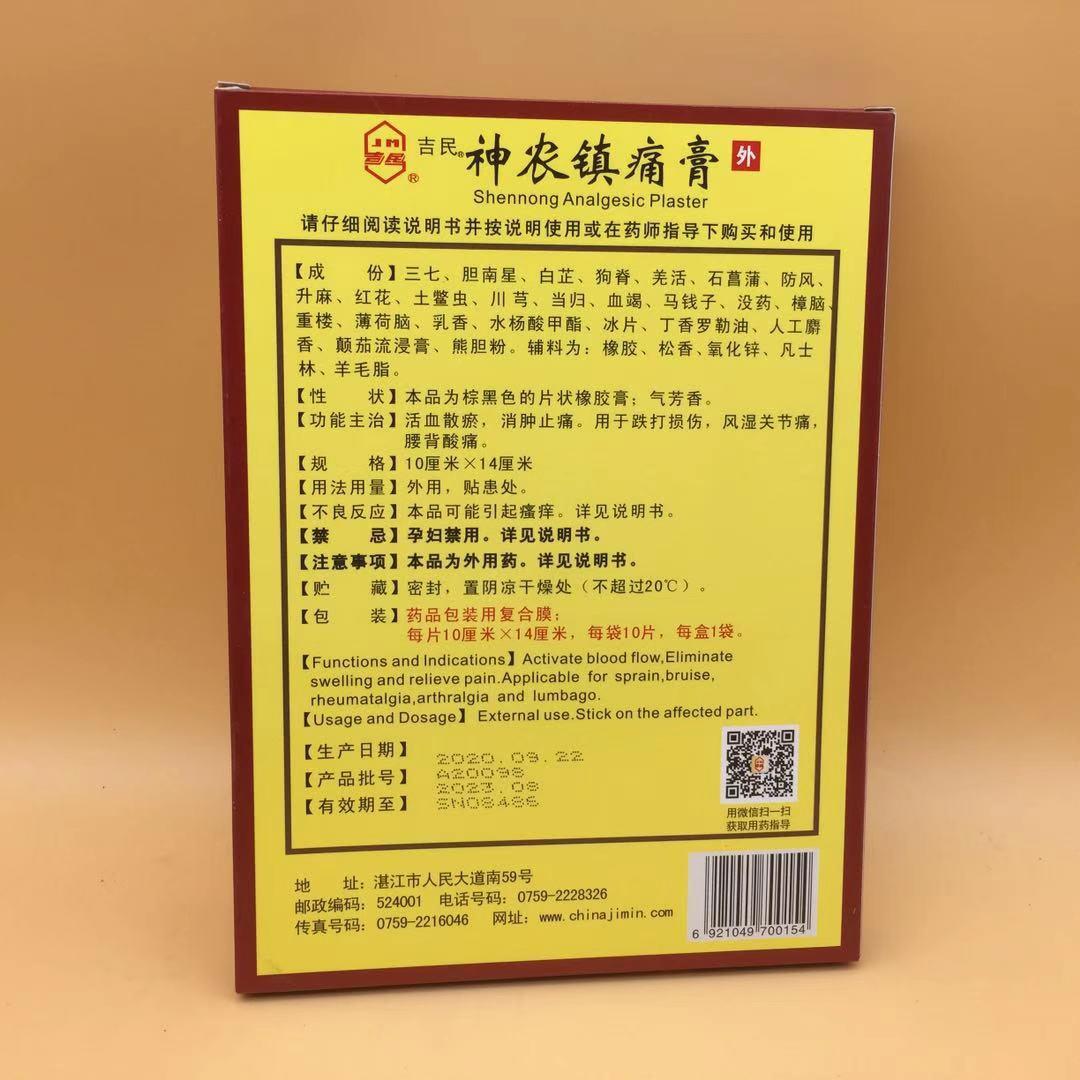 JM
吉民
®
吉民® 神农镇痛膏 外
Shennong Analgesic Plaster
请仔细阅读说明书并按说明使用或在药师指导下购买和使用
【成 份】三七、胆南星、白芷、狗脊、羌活、石菖蒲、防风、
升麻、红花、土鳖虫、川芎、当归、血竭、马钱子、没药、樟脑、
重楼、薄荷脑、乳香、水杨酸甲酯、冰片、丁香罗勒油、人工麝
香、颠茄流浸膏、熊胆粉。辅料为：橡胶、松香、氧化锌、凡士
林、羊毛脂。
【性 状】本品为棕黑色的片状橡胶膏；气芳香。
【功能主治】活血散瘀，消肿止痛。用于跌打损伤，风湿关节痛，
腰背酸痛。
【规 格】10厘米×14厘米
【用法用量】外用，贴患处。
【不良反应】本品可能引起瘙痒。详见说明书。
【禁 忌】孕妇禁用。详见说明书。
【注意事项】本品为外用药。详见说明书。
【贮 藏】密封，置阴凉干燥处（不超过20℃）。
【包 装】药品包装用复合膜；
每片10厘米×14厘米，每袋10片，每盒1袋。
【Functions and Indications】Activate blood flow,Eliminate
swelling and relieve pain.Applicable for sprain,bruise,
rheumatalgia,arthralgia and lumbago.
【Usage and Dosage】 External use.Stick on the affected part.
【生产日期】 2020.09.22
【产品批号】 A20098
2023.08
【有效期至】 SN08486
用微信扫一扫
获取用药指导
地 址：湛江市人民大道南59号
邮政编码：524001 电话号码：0759-2228326
传真号码：0759-2216046 网址：www.chinajimin.com
6 921049 700154